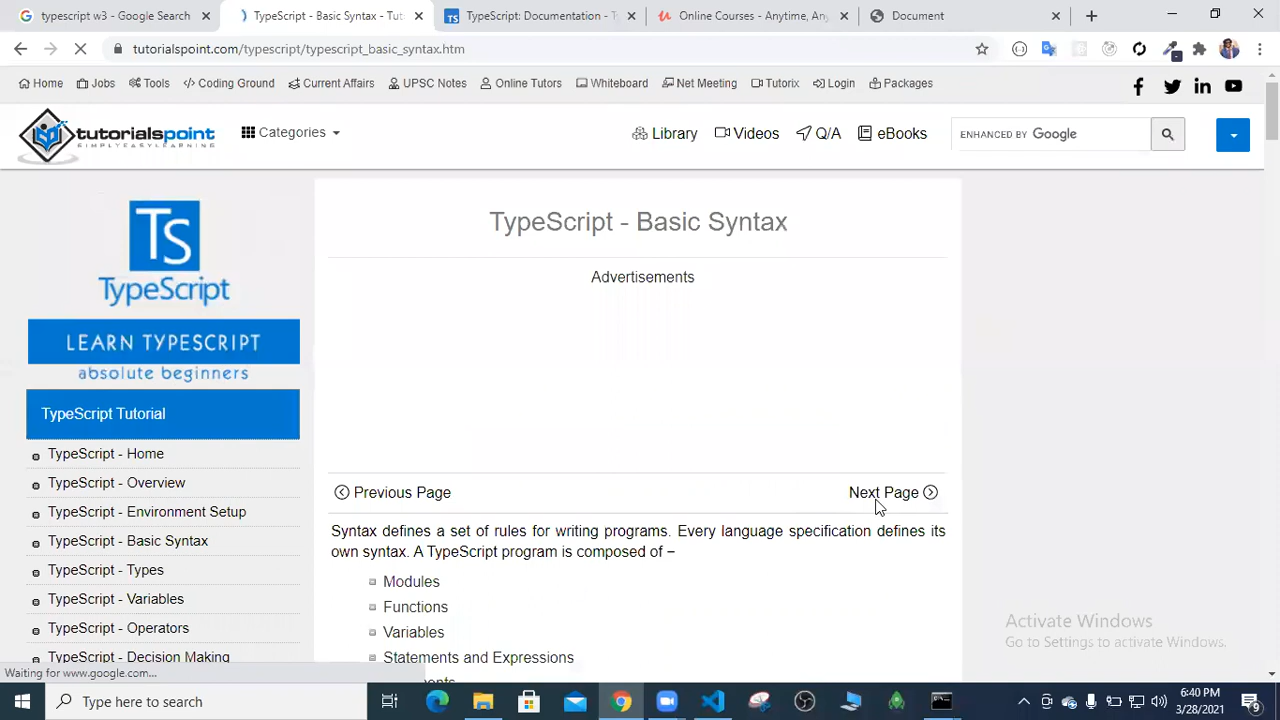 typescript w3 - Google Search
TypeScript - Basic Syntax - Tut
TypeScript: Documentation - T
Online Courses - Anytime, Any
Document
tutorialspoint.com/typescript/typescript_basic_syntax.htm
Home Jobs Tools Coding Ground Current Affairs UPSC Notes Online Tutors Whiteboard Net Meeting Tutorix Login Packages
tutorialspoint
SIMPLYEASYLEARNING
Categories
Library Videos Q/A eBooks
ENHANCED BY Google
TS
TypeScript
LEARN TYPESCRIPT
absolute beginners
TypeScript Tutorial
TypeScript - Home
TypeScript - Overview
TypeScript - Environment Setup
TypeScript - Basic Syntax
TypeScript - Types
TypeScript - Variables
TypeScript - Operators
TypeScript - Decision Making
TypeScript - Basic Syntax
Advertisements
Previous Page
Next Page
Syntax defines a set of rules for writing programs. Every language specification defines its
own syntax. A TypeScript program is composed of −
Modules
Functions
Variables
Statements and Expressions
Activate Windows
Go to Settings to activate Windows.
Waiting for www.google.com...
Type here to search
6:40 PM
3/28/2021
9